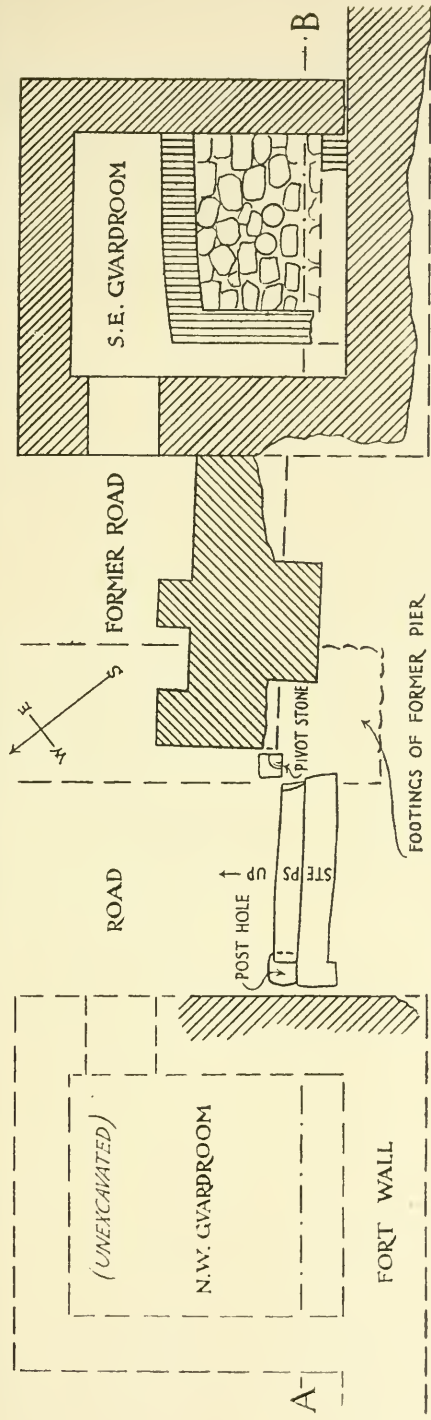 (UNEXCAVATED)
N.W. GVARDROOM
FORT WALL
A
ROAD
POST HOLE
UP
STEPS
PIVOT STONE
FOOTINGS OF FORMER PIER
W
E
S
FORMER ROAD
S.E. GVARDROOM
B